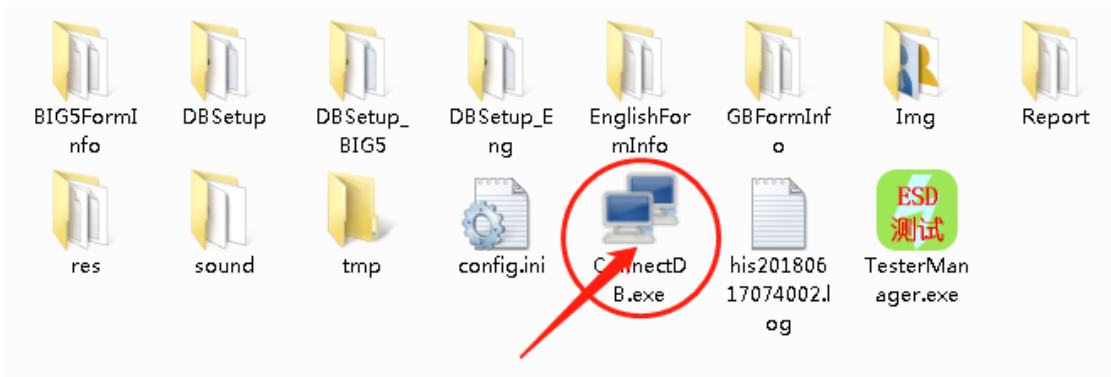 BIG5FormI DBSetup DBSetup_ DBSetup_E EnglishFor GBFormInf Img Report
nfo BIG5 ng mInfo o
ESD
测试
res sound tmp config.ini ConnectD his201806 TesterMan
B.exe 17074002.l ager.exe
og